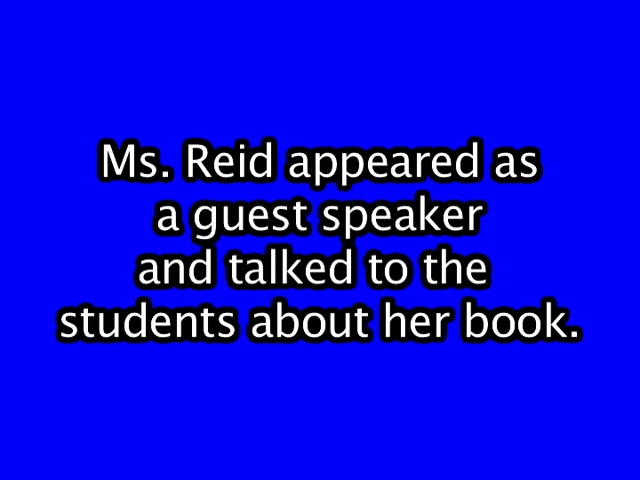 Ms. Reid appeared as
a guest speaker
and talked to the
students about her book.